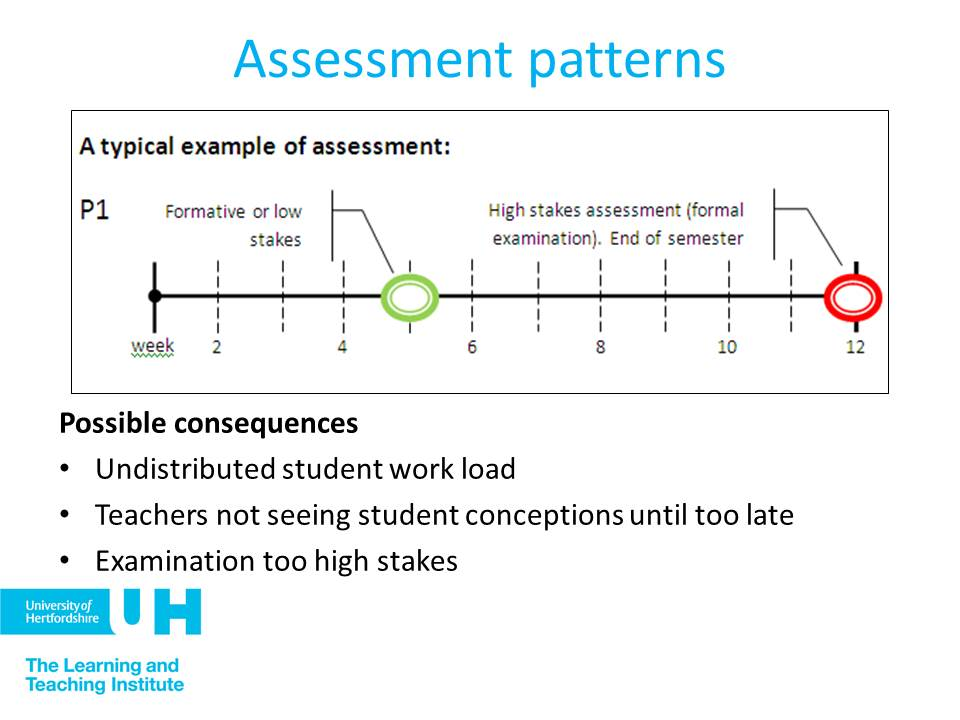 Assessment patterns
A typical example of assessment:
P1
Formative or low
stakes
High stakes assessment (formal
examination). End of semester
week 2 4 6 8 10 12
Possible consequences
• Undistributed student work load
• Teachers not seeing student conceptions until too late
• Examination too high stakes
University of
Hertfordshire
UH
The Learning and
Teaching Institute